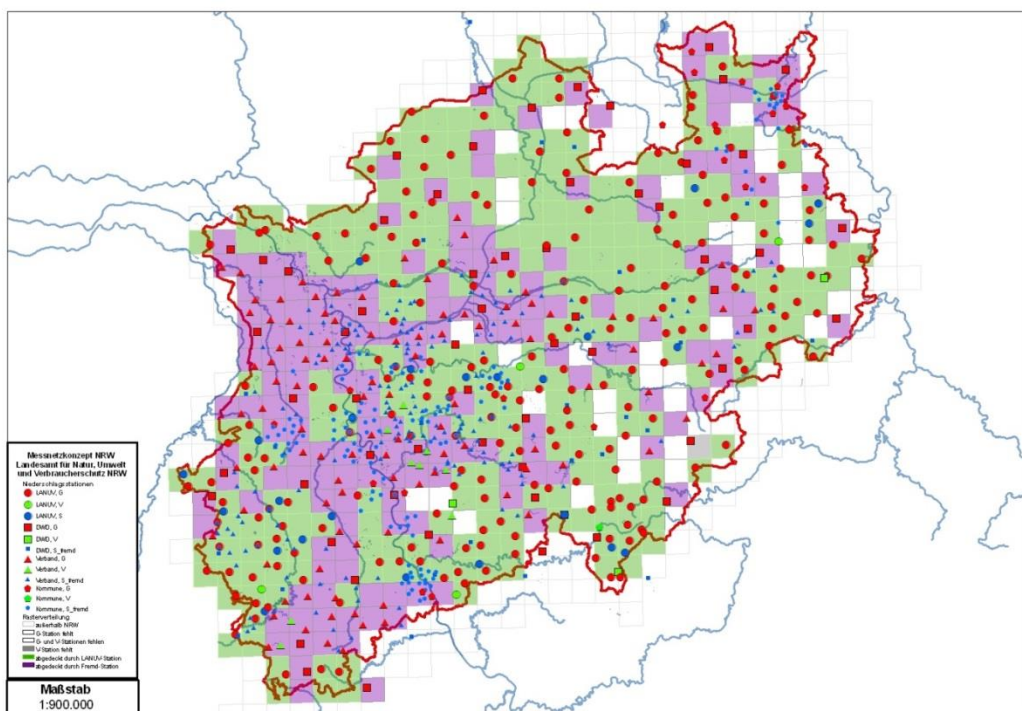 Messnetzkonzept NRW
Landesamt für Natur, Umwelt
und Verbraucherschutz NRW
Niederschlagsstationen
LANUV, G
LANUV, V
LANUV, S
DWD, G
DWD, V
DWD, S_fremd
Verband, G
Verband, V
Verband, S_fremd
Kommune, G
Kommune, V
Kommune, S_fremd
Rasterverteilung
außerhalb NRW
G-Station fehlt
G- und V-Stationen fehlen
V-Station fehlt
abgedeckt durch LANUV-Station
abgedeckt durch Fremd-Station
Maßstab
1:900.000